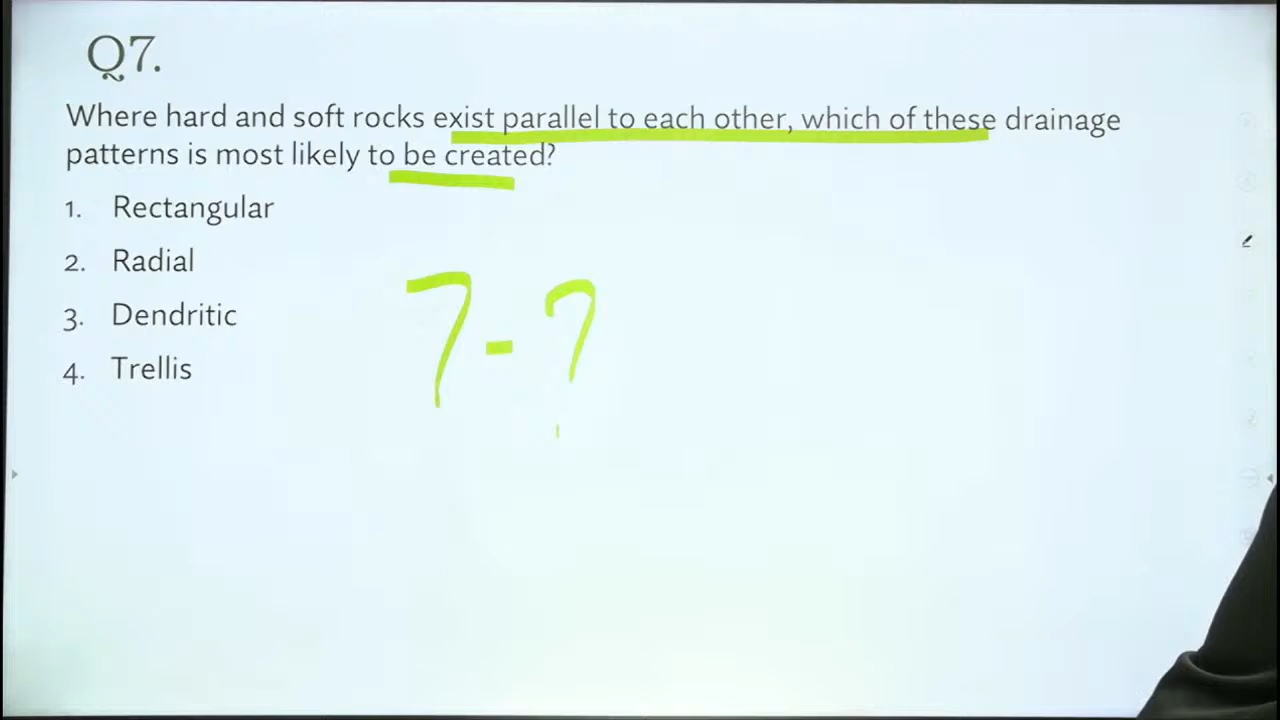 Q7.
Where hard and soft rocks exist parallel to each other, which of these drainage
patterns is most likely to be created?
1. Rectangular
2. Radial
3. Dendritic
4. Trellis
7-?